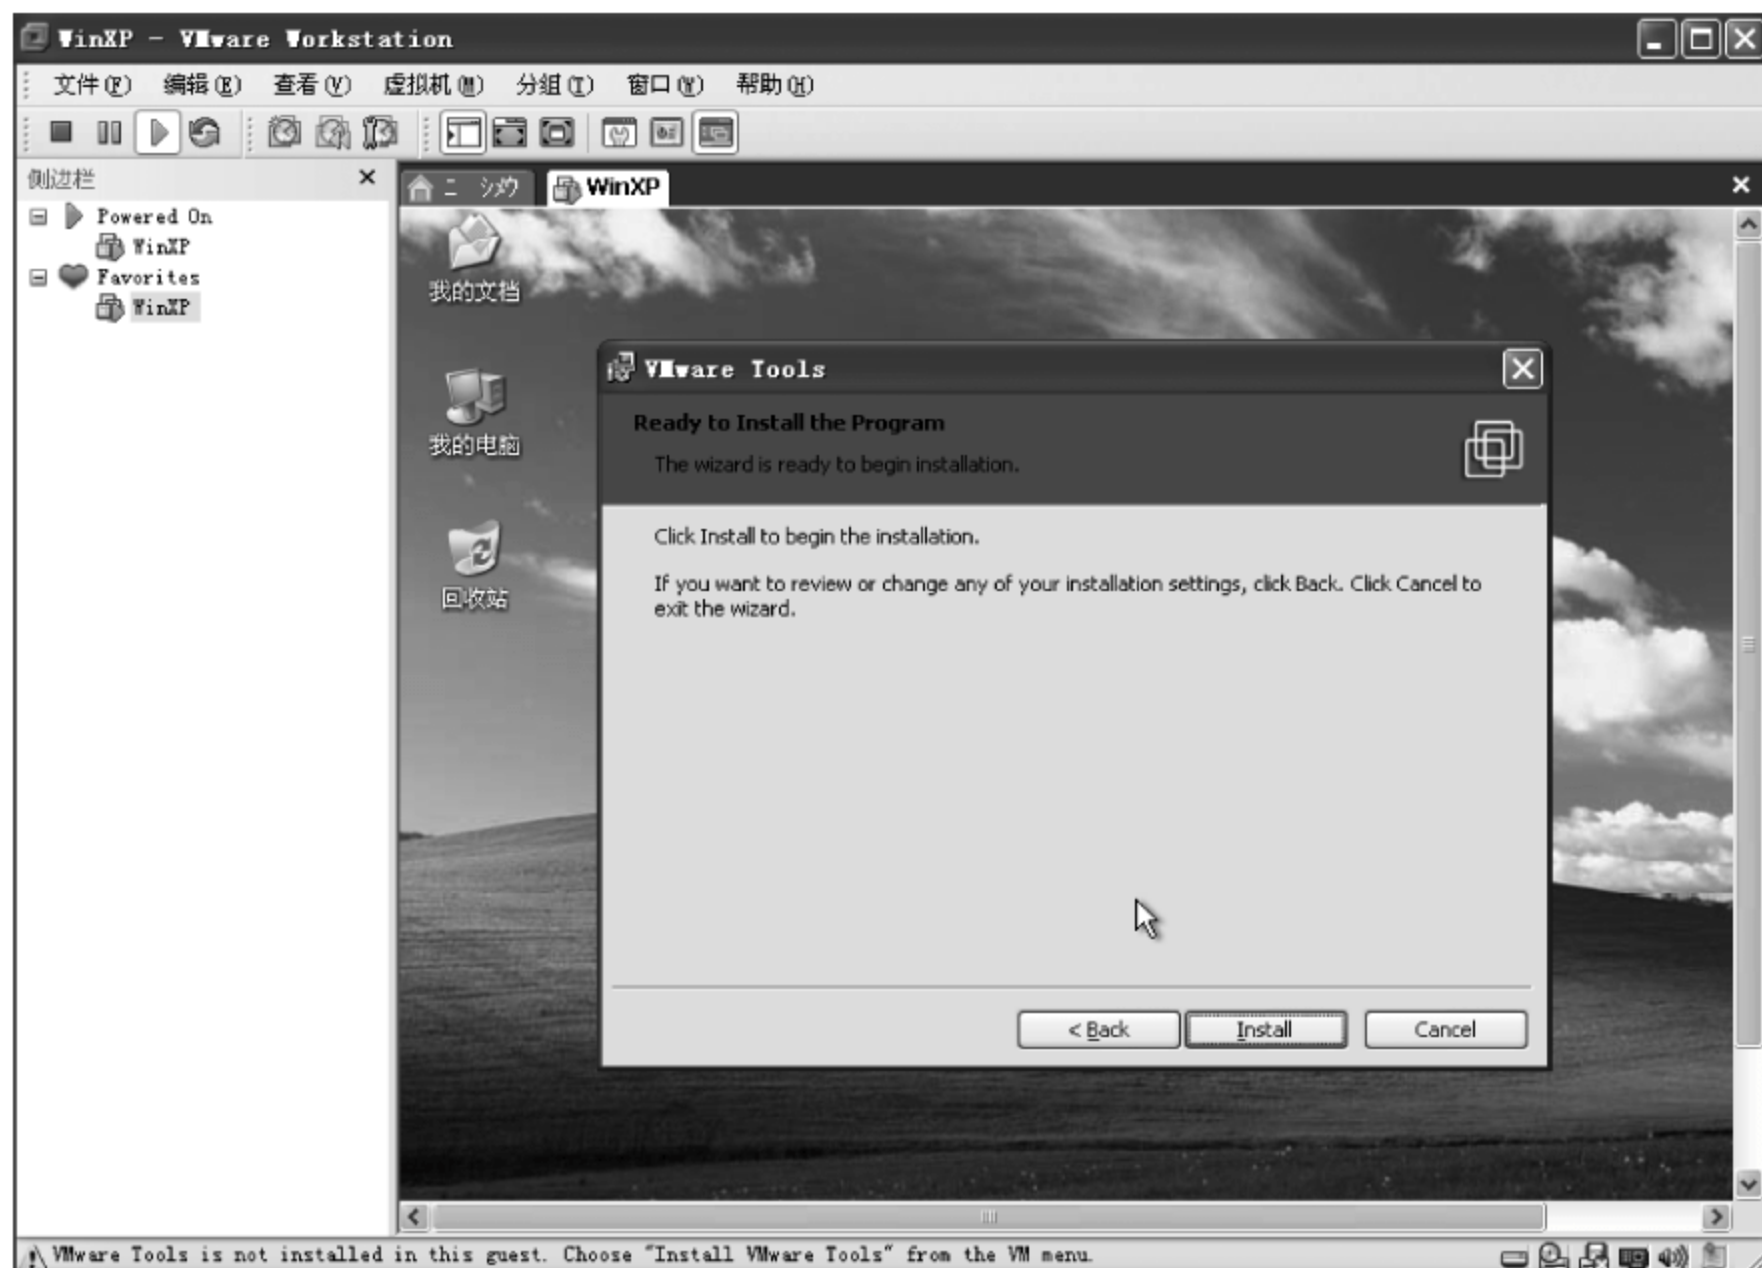 WinXP - VMware Workstation
文件(F) 编辑(E) 查看(V) 虚拟机(M) 分组(T) 窗口(W) 帮助(H)
侧边栏
Powered On
WinXP
Favorites
WinXP
ニ シメウ
WinXP
我的文档
我的电脑
回收站
VMware Tools
Ready to Install the Program
The wizard is ready to begin installation.
Click Install to begin the installation.
If you want to review or change any of your installation settings, click Back. Click Cancel to
exit the wizard.
< Back
Install
Cancel
VMware Tools is not installed in this guest. Choose "Install VMware Tools" from the VM menu.